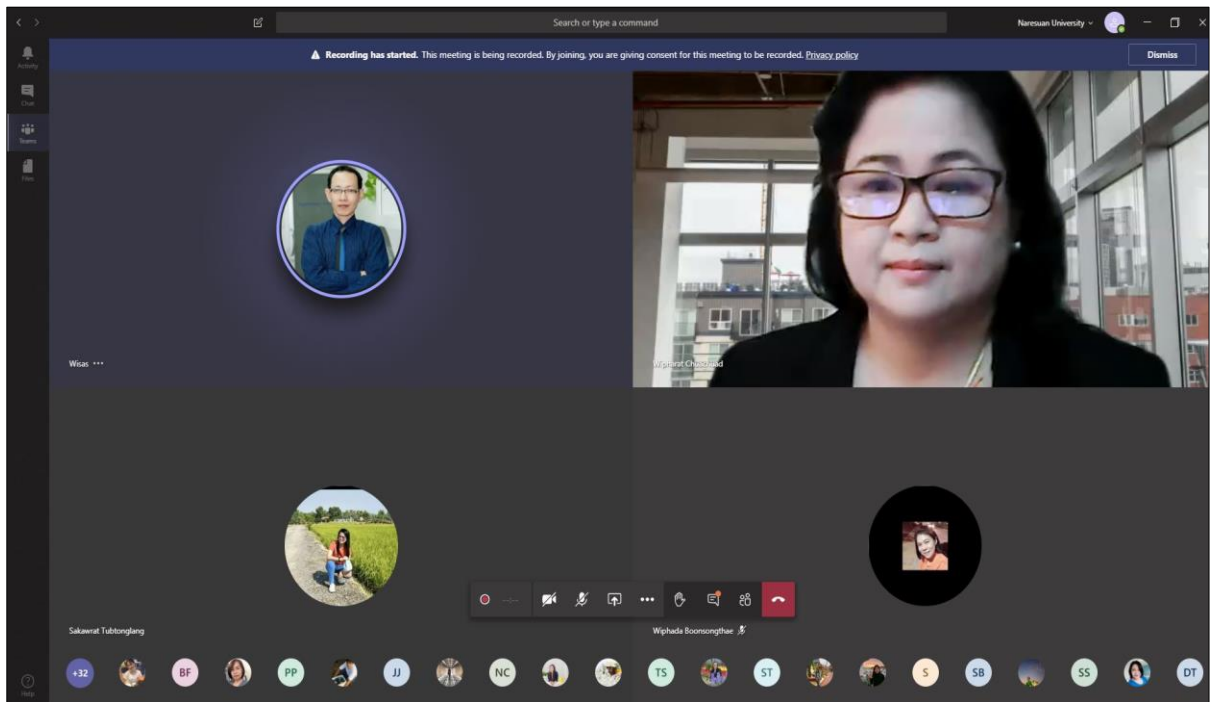 Search or type a command
Naresuan University
Recording has started. This meeting is being recorded. By joining, you are giving consent for this meeting to be recorded. Privacy policy
Dismiss
Activity
Chat
Teams
Files
Wisas •••
Wiparat
Sakawrat Tubtonglang
Wiphada Boonsongthae
+32
BF
PP
JJ
NC
TS
ST
S
SB
SS
DT
Help